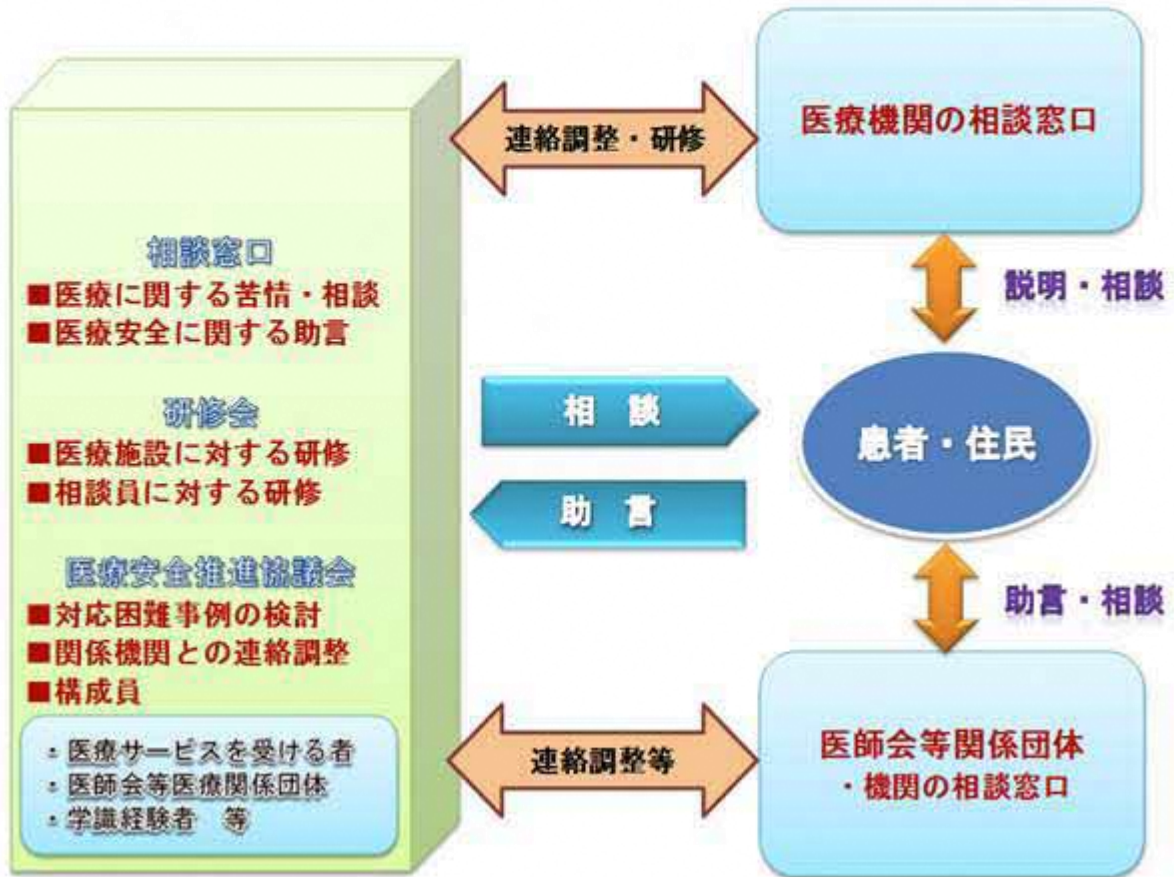 相談窓口
■医療に関する苦情・相談
■医療安全に関する助言
研修会
■医療施設に対する研修
■相談員に対する研修
医療安全推進協議会
■対応困難事例の検討
■関係機関との連絡調整
■構成員
・医療サービスを受ける者
・医師会等医療関係団体
・学識経験者 等
連絡調整・研修
医療機関の相談窓口
説明・相談
相 談
助 言
患者・住民
助言・相談
連絡調整等
医師会等関係団体
・機関の相談窓口